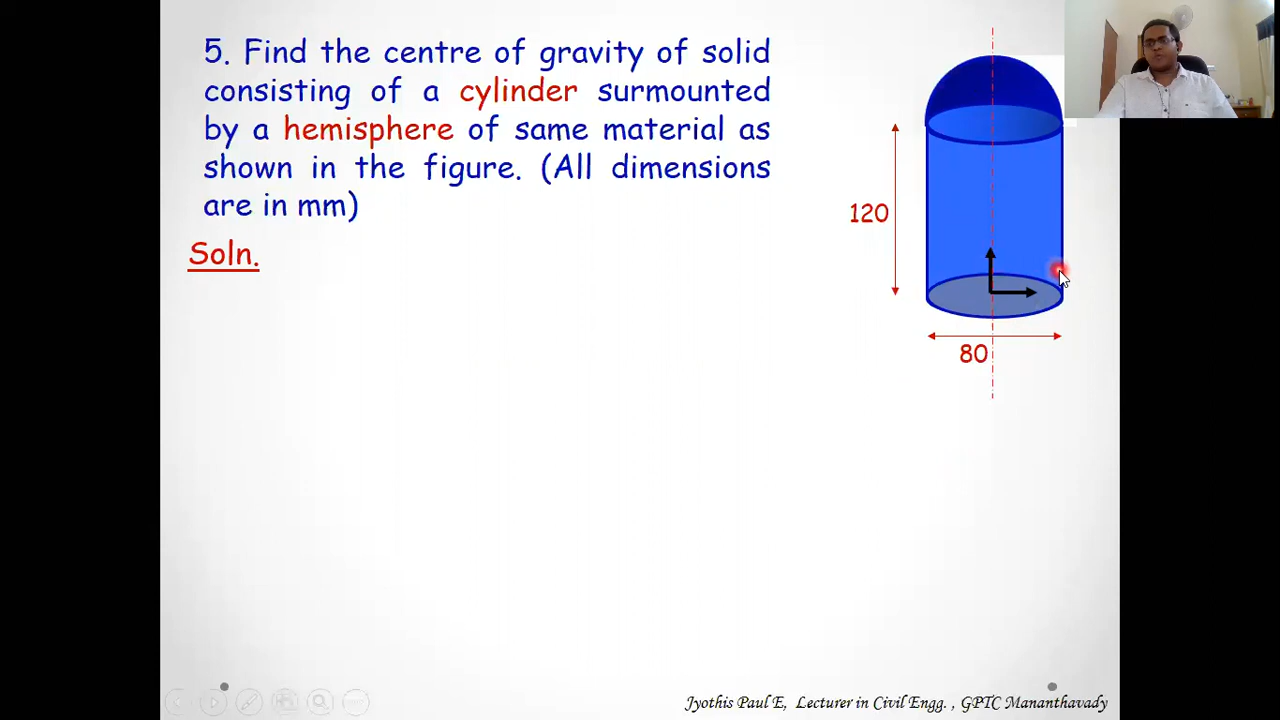 5. Find the centre of gravity of solid
consisting of a cylinder surmounted
by a hemisphere of same material as
shown in the figure. (All dimensions
are in mm)
Soln.
120
80
Jyothis Paul E, Lecturer in Civil Engg. , GPTC Mananthavady